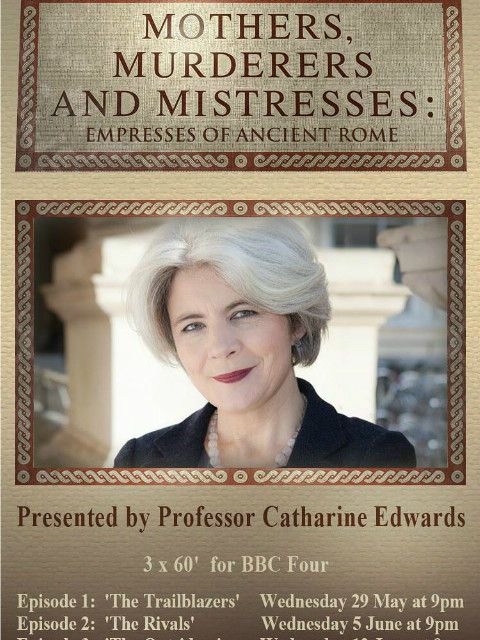 MOTHERS,
MURDERERS
AND MISTRESSES:
EMPRESSES OF ANCIENT ROME
Presented by Professor Catharine Edwards
3 x 60' for BBC Four
Episode 1: 'The Trailblazers' Wednesday 29 May at 9pm
Episode 2: 'The Rivals' Wednesday 5 June at 9pm